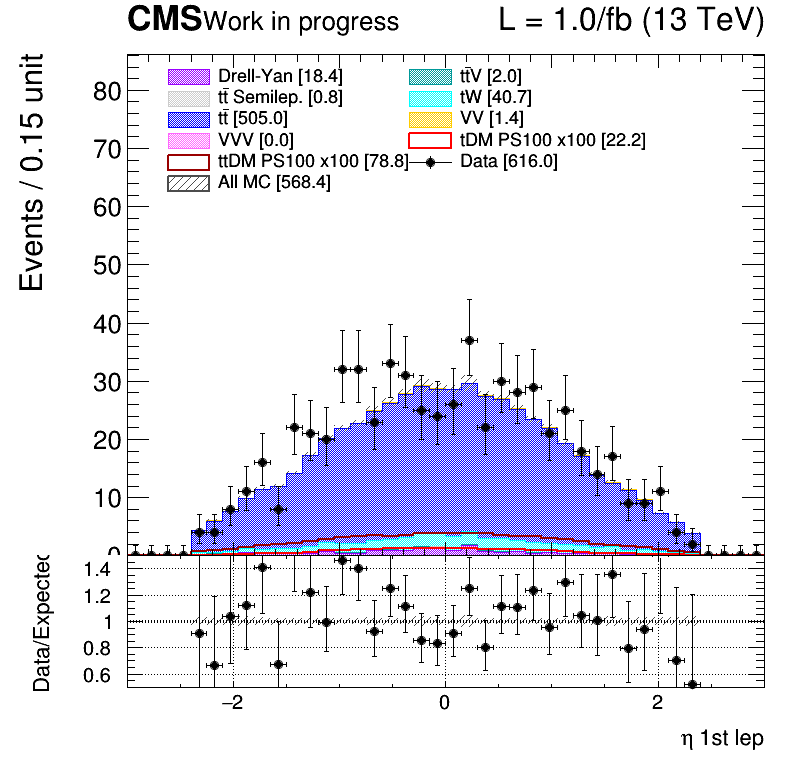 CMS Work in progress L = 1.0/fb (13 TeV)
Events / 0.15 unit
80
70
60
50
40
30
20
10
0
Drell-Yan [18.4]
tt̄V [2.0]
tt̄ Semilep. [0.8]
tW [40.7]
tt̄ [505.0]
VV [1.4]
VVV [0.0]
tDM PS100 x100 [22.2]
ttDM PS100 x100 [78.8]
Data [616.0]
All MC [568.4]
Data/Expected
1.4
1.2
1
0.8
0.6
−2 0 2
η 1st lep